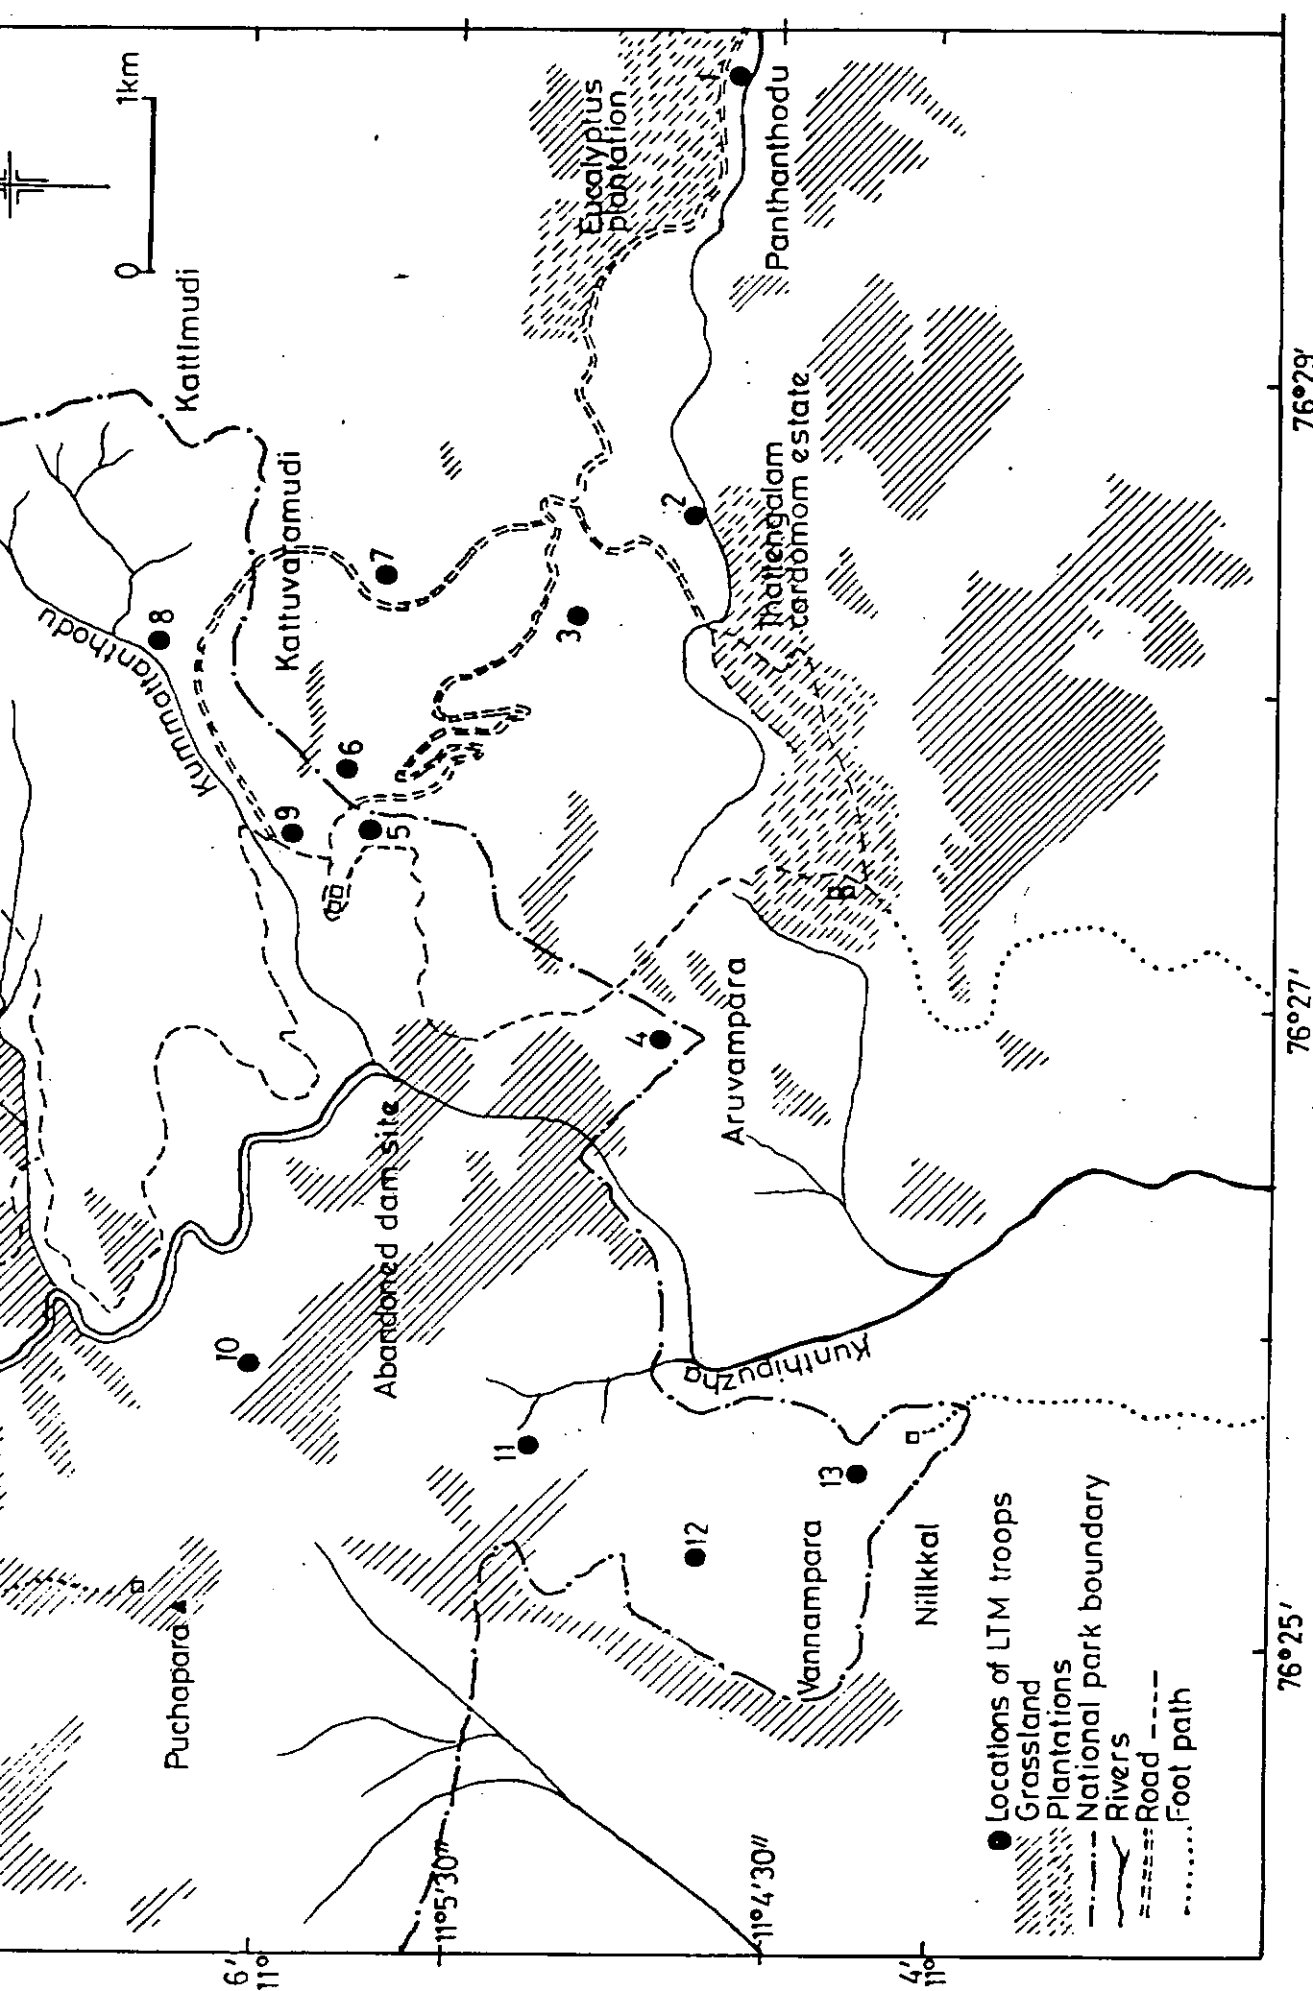 0 1km
Kattimudi
Kattuvaramudi
Kummattanthodu
Eucalyptus
plantation
Panthanthodu
Thattengalam
cardomom estate
1
2
3
4
5
6
7
8
9
10
11
12
13
Abandoned dam site
Aruvampara
Kunthipuzha
Puchapara
Vannampara
Nillkkal
6'
11°
11°5'30"
11°4'30"
4'
11°
76°25'
76°27'
76°29'
Locations of LTM troops
Grassland
Plantations
National park boundary
Rivers
Road
Foot path